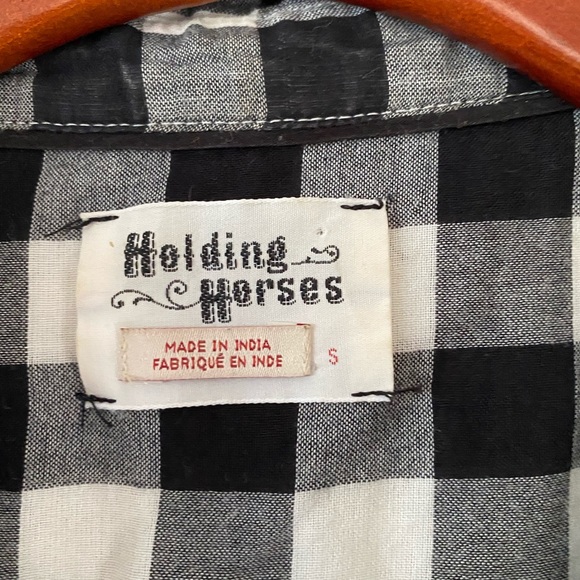 Holding
Horses
MADE IN INDIA
FABRIQUÉ EN INDE
S